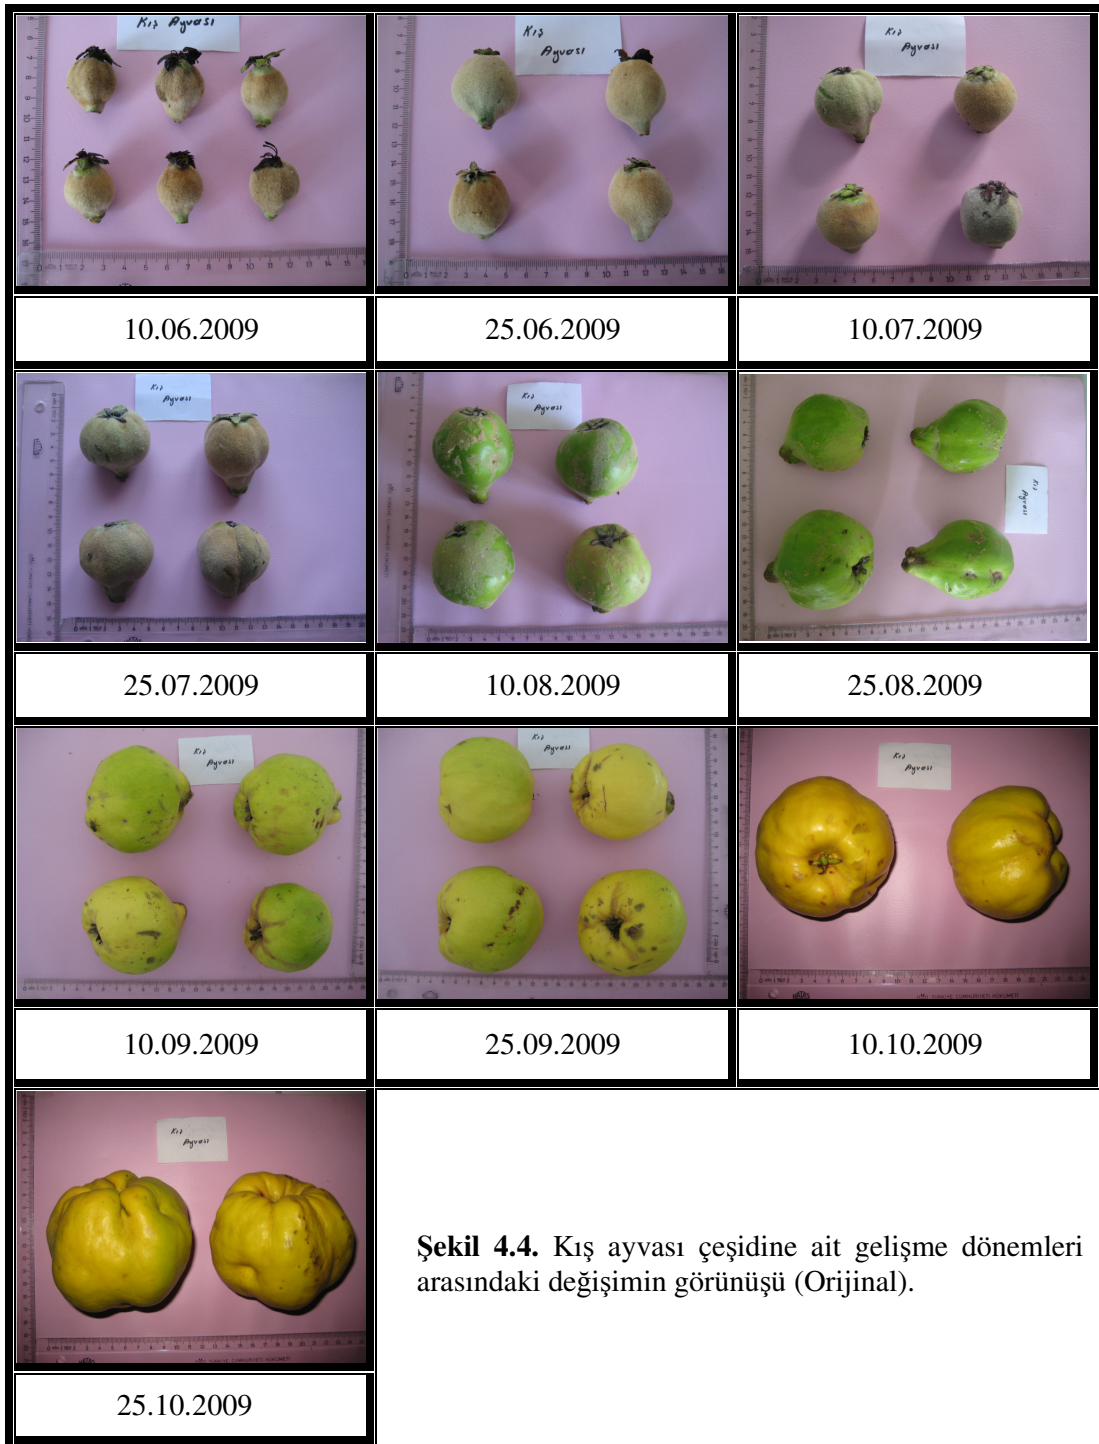 Kış Ayvası
Kış
Ayvası
Kış
Ayvası
10.06.2009
25.06.2009
10.07.2009
Kış
Ayvası
Kış
Ayvası
Kış
Ayvası
25.07.2009
10.08.2009
25.08.2009
Kış
Ayvası
Kış
Ayvası
Kış
Ayvası
10.09.2009
25.09.2009
10.10.2009
Kış
Ayvası
Şekil 4.4. Kış ayvası çeşidine ait gelişme dönemleri
arasındaki değişimin görünüşü (Orijinal).
25.10.2009